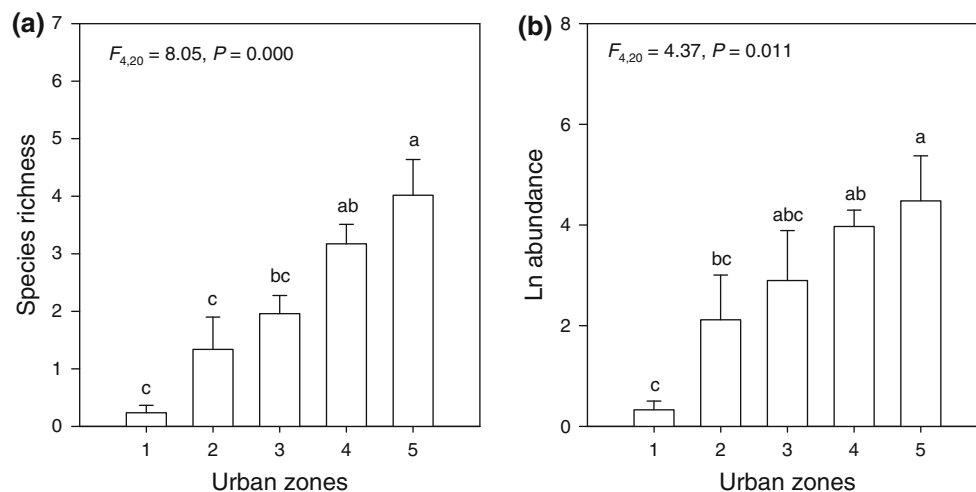 (a)
F4,20 = 8.05, P = 0.000
Species richness
7
6
5
4
3
2
1
0
c
c
bc
ab
a
1 2 3 4 5
Urban zones
(b)
F4,20 = 4.37, P = 0.011
Ln abundance
8
6
4
2
0
c
bc
abc
ab
a
1 2 3 4 5
Urban zones